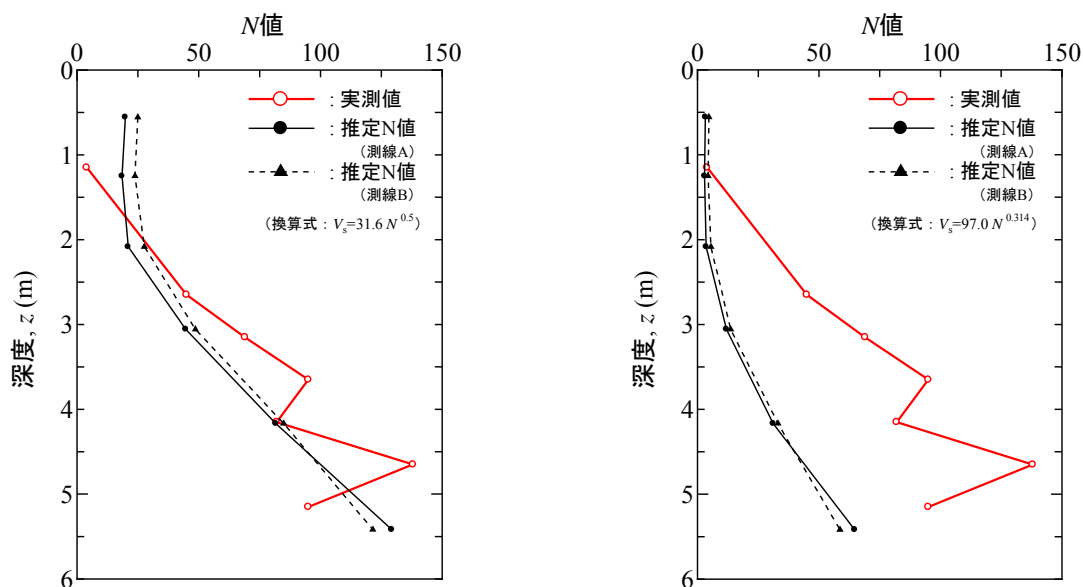 N値
0 50 100 150
0
1
2
3
4
5
6
深度, z (m)
: 実測値
: 推定N値
(測線A)
: 推定N値
(測線B)
(換算式 : Vs=31.6 N^0.5)
N値
0 50 100 150
0
1
2
3
4
5
6
深度, z (m)
: 実測値
: 推定N値
(測線A)
: 推定N値
(測線B)
(換算式 : Vs=97.0 N^0.314)